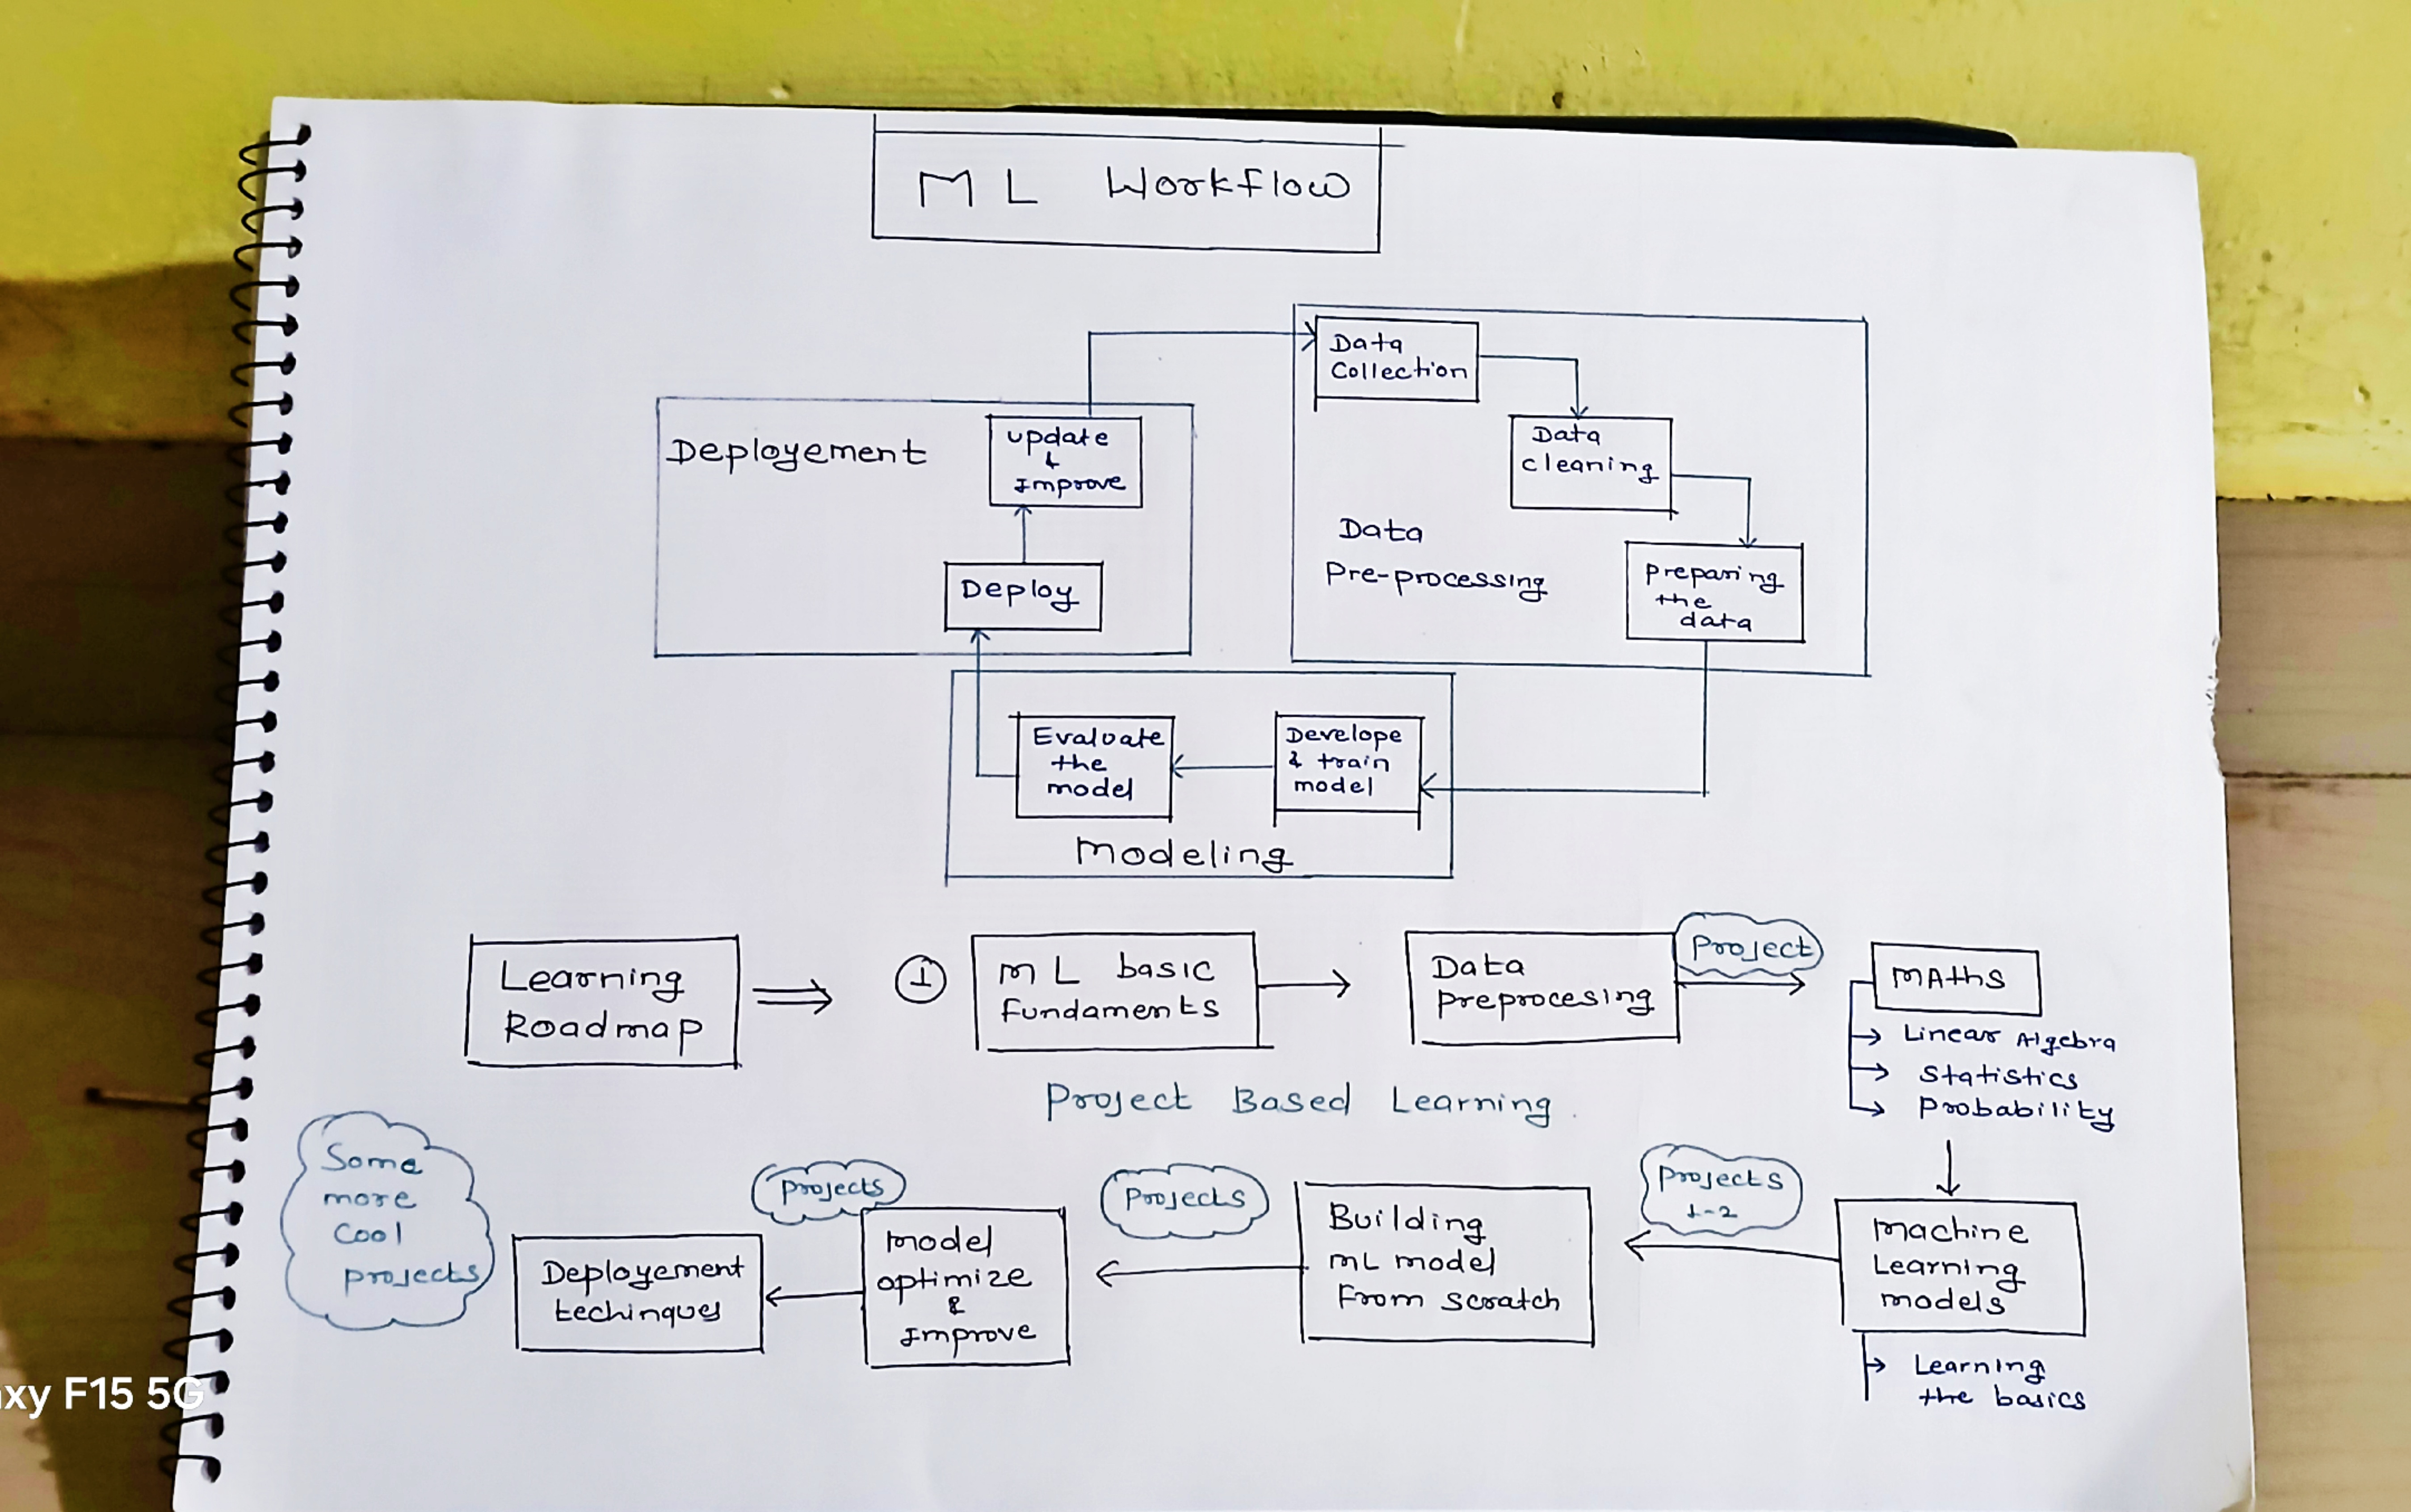 ML Workflow
Data
Collection
Deployement
update
&
Improve
Data
cleaning
Data
Pre-processing
preparing
the
data
Deploy
Evaluate
the
model
Develope
& train
model
Modeling
Learning
Roadmap
1
ML basic
fundaments
Data
preprocesing
Project
MAths
Linear Algebra
Statistics
Probability
Project Based Learning.
Some
more
cool
projects
Deployement
techinques
projects
Model
optimize
&
Improve
Projects
Building
ML model
From scratch
Projects
1-2
Machine
Learning
models
Learning
the basics
axy F15 5G